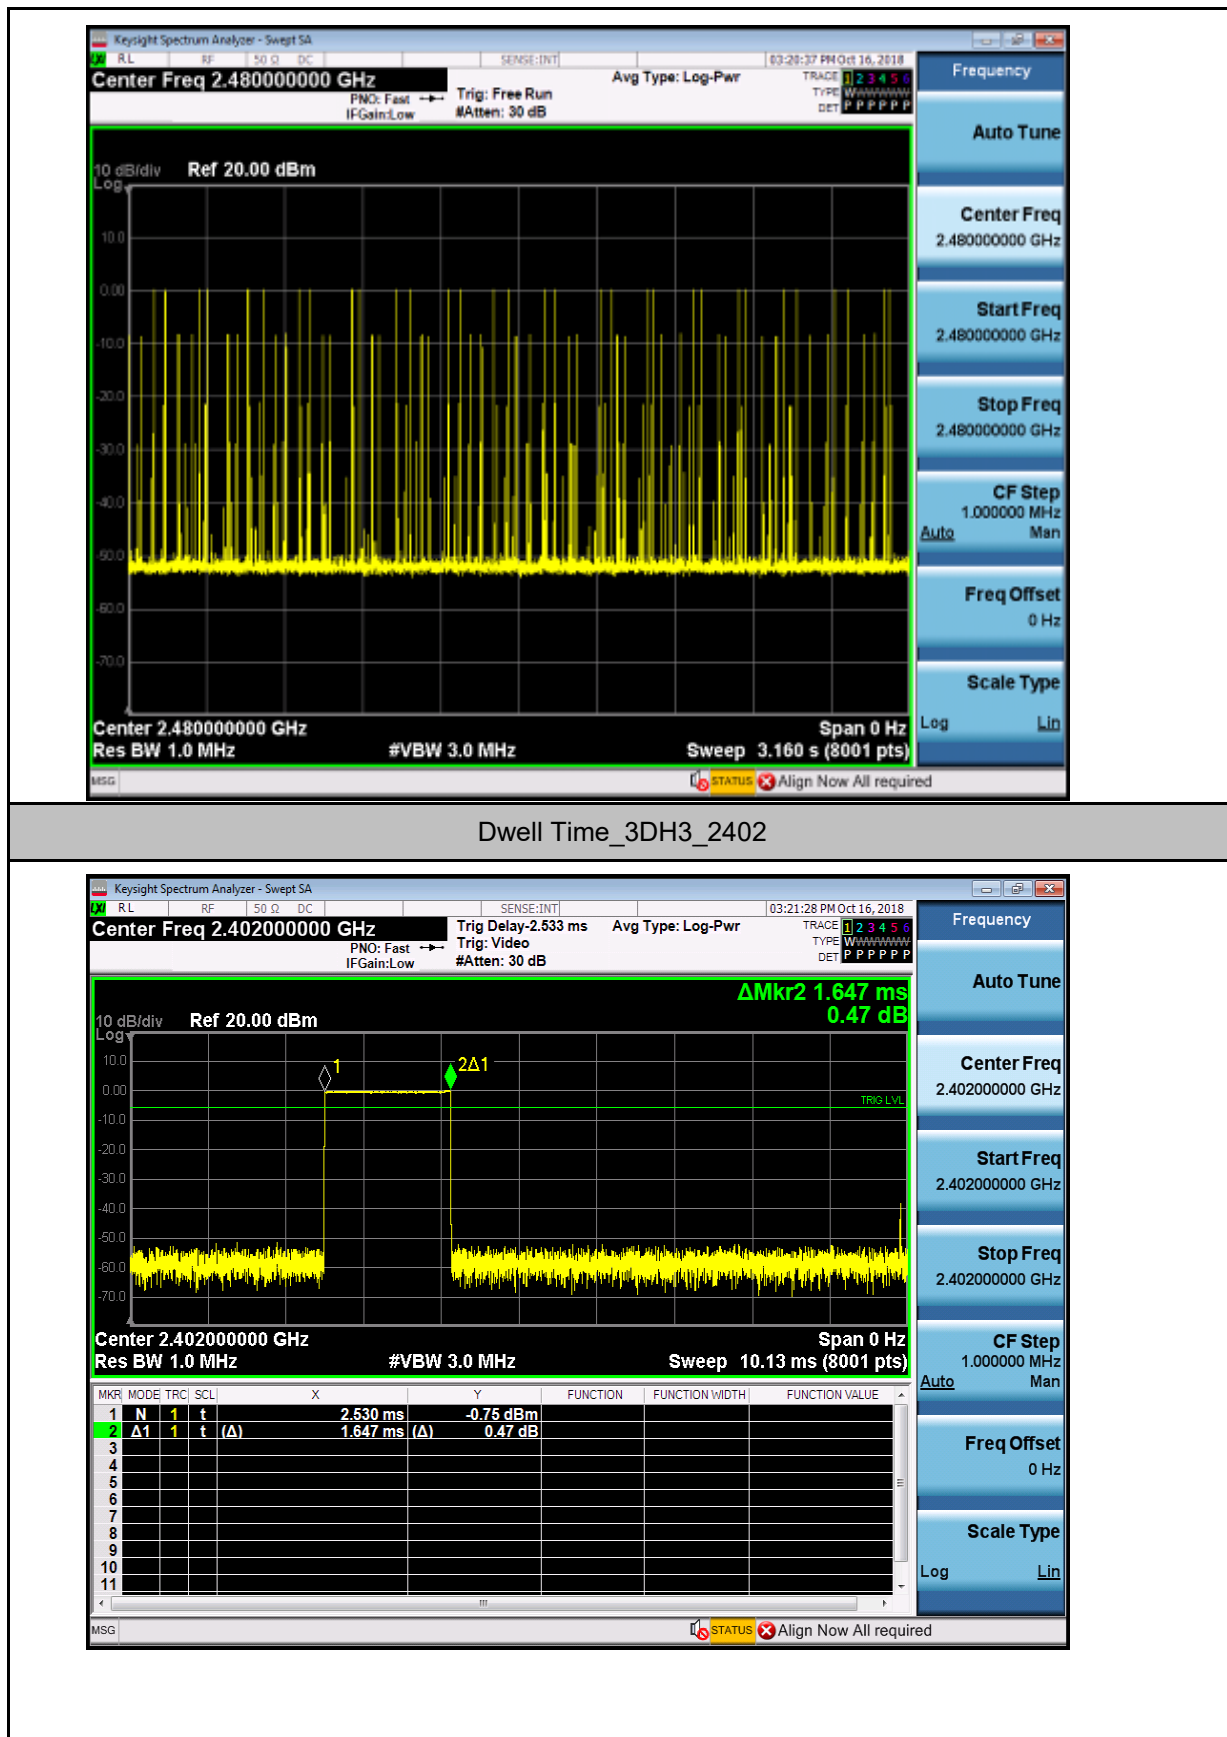 Keysight Spectrum Analyzer - Swept SA
LXI RL RF 50 Ω DC SENSE:INT 03:20:37 PM Oct 16, 2018
Center Freq 2.480000000 GHz
PNO: Fast
IFGain:Low
Trig: Free Run
#Atten: 30 dB
Avg Type: Log-Pwr
TRACE 1 2 3 4 5 6
TYPE WWWWWW
DET P P P P P P
10 dB/div Ref 20.00 dBm
Log
10.0
0.00
-10.0
-20.0
-30.0
-40.0
-50.0
-60.0
-70.0
Center 2.480000000 GHz Span 0 Hz
Res BW 1.0 MHz #VBW 3.0 MHz Sweep 3.160 s (8001 pts)
MSG STATUS Align Now All required
Frequency
Auto Tune
Center Freq
2.480000000 GHz
Start Freq
2.480000000 GHz
Stop Freq
2.480000000 GHz
CF Step
1.000000 MHz
Auto Man
Freq Offset
0 Hz
Scale Type
Log Lin
Dwell Time_3DH3_2402
Keysight Spectrum Analyzer - Swept SA
LXI RL RF 50 Ω DC SENSE:INT 03:21:28 PM Oct 16, 2018
Center Freq 2.402000000 GHz
PNO: Fast
IFGain:Low
Trig Delay-2.533 ms
Trig: Video
#Atten: 30 dB
Avg Type: Log-Pwr
TRACE 1 2 3 4 5 6
TYPE WWWWWW
DET P P P P P P
ΔMkr2 1.647 ms
0.47 dB
10 dB/div Ref 20.00 dBm
Log
10.0
0.00
-10.0
-20.0
-30.0
-40.0
-50.0
-60.0
-70.0
1
2Δ1
TRIG LVL
Center 2.402000000 GHz Span 0 Hz
Res BW 1.0 MHz #VBW 3.0 MHz Sweep 10.13 ms (8001 pts)
MKR MODE TRC SCL X Y FUNCTION FUNCTION WIDTH FUNCTION VALUE
1 N 1 t 2.530 ms -0.75 dBm
2 Δ1 1 t (Δ) 1.647 ms (Δ) 0.47 dB
3
4
5
6
7
8
9
10
11
MSG STATUS Align Now All required
Frequency
Auto Tune
Center Freq
2.402000000 GHz
Start Freq
2.402000000 GHz
Stop Freq
2.402000000 GHz
CF Step
1.000000 MHz
Auto Man
Freq Offset
0 Hz
Scale Type
Log Lin